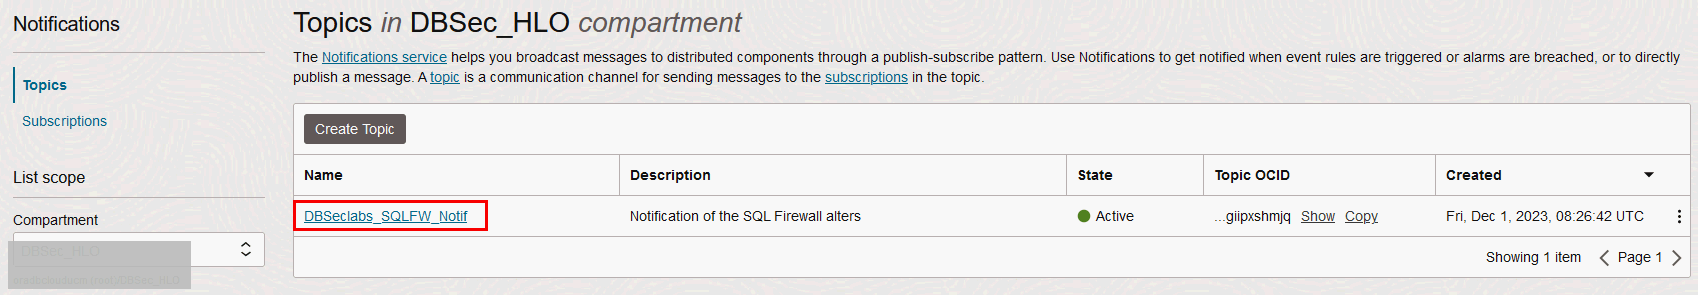 Notifications
Topics
Subscriptions
List scope
Compartment
DBSec_HLO
Topics in DBSec_HLO compartment
The Notifications service helps you broadcast messages to distributed components through a publish-subscribe pattern. Use Notifications to get notified when event rules are triggered or alarms are breached, or to directly
publish a message. A topic is a communication channel for sending messages to the subscriptions in the topic.
Create Topic
Name Description State Topic OCID Created
DBSeclabs_SQLFW_Notif Notification of the SQL Firewall alters Active ...giipxshmjq Show Copy Fri, Dec 1, 2023, 08:26:42 UTC
Showing 1 item Page 1